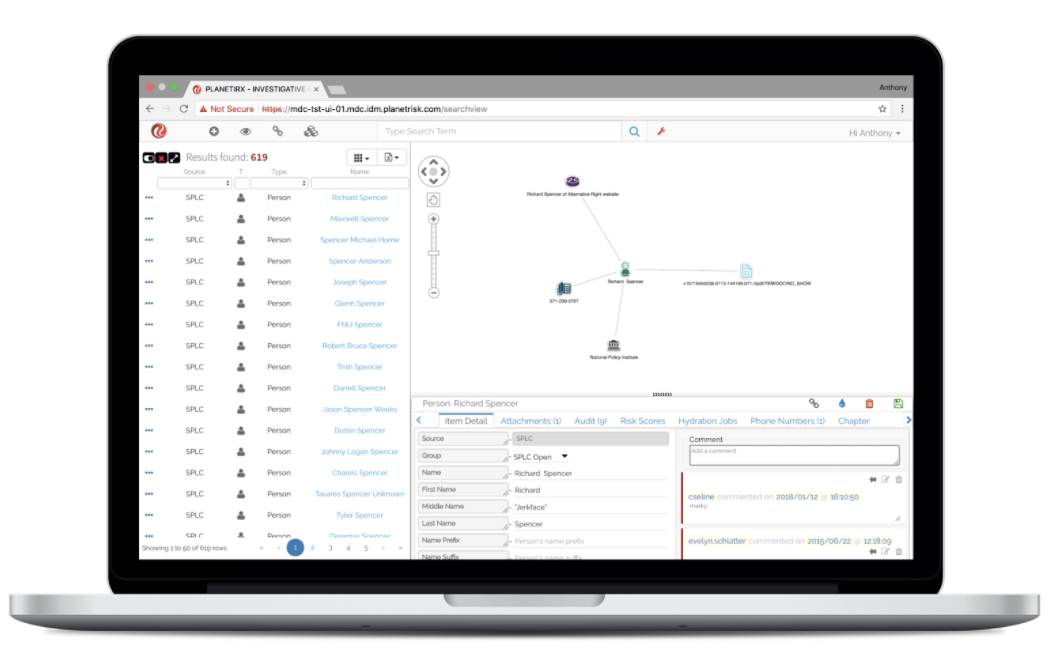 PLANETIRX - INVESTIGATIVE
Anthony
Not Secure https://mdc-tst-ui-01.mdc.idm.planetrisk.com/searchview
Type Search Term
Hi Anthony
Results found: 619
Source T Type Name
SPLC Person Richard Spencer
SPLC Person Maxwell Spencer
SPLC Person Spencer Michael Horne
SPLC Person Spencer Anderson
SPLC Person Joseph Spencer
SPLC Person Glenn Spencer
SPLC Person FNU Spencer
SPLC Person Robert Bruce Spencer
SPLC Person Trish Spencer
SPLC Person Darrell Spencer
SPLC Person Jason Spencer Weeks
SPLC Person Dustin Spencer
SPLC Person Johnny Logan Spencer
SPLC Person Charels Spencer
SPLC Person Tavares Spencer Unknown
SPLC Person Tyler Spencer
SPLC Person Spencer
Showing 1 to 50 of 619 rows « ‹ 1 2 3 4 5 › »
Richard Spencer of Alternative Right website
Richard Spencer
National Policy Institute
Person: Richard Spencer
Item Detail Attachments (1) Audit (9) Risk Scores Hydration Jobs Phone Numbers (1) Chapter
Source SPLC
Group SPLC Open
Name Richard Spencer
First Name Richard
Middle Name "Jerkface"
Last Name Spencer
Name Prefix Person's name prefix
Name Suffix Person's name suffix
Comment
Add a comment
cseline commented on 2018/01/12 @ 16:10:50
malky
evelyn.schlatter commented on 2015/06/22 @ 12:18:09